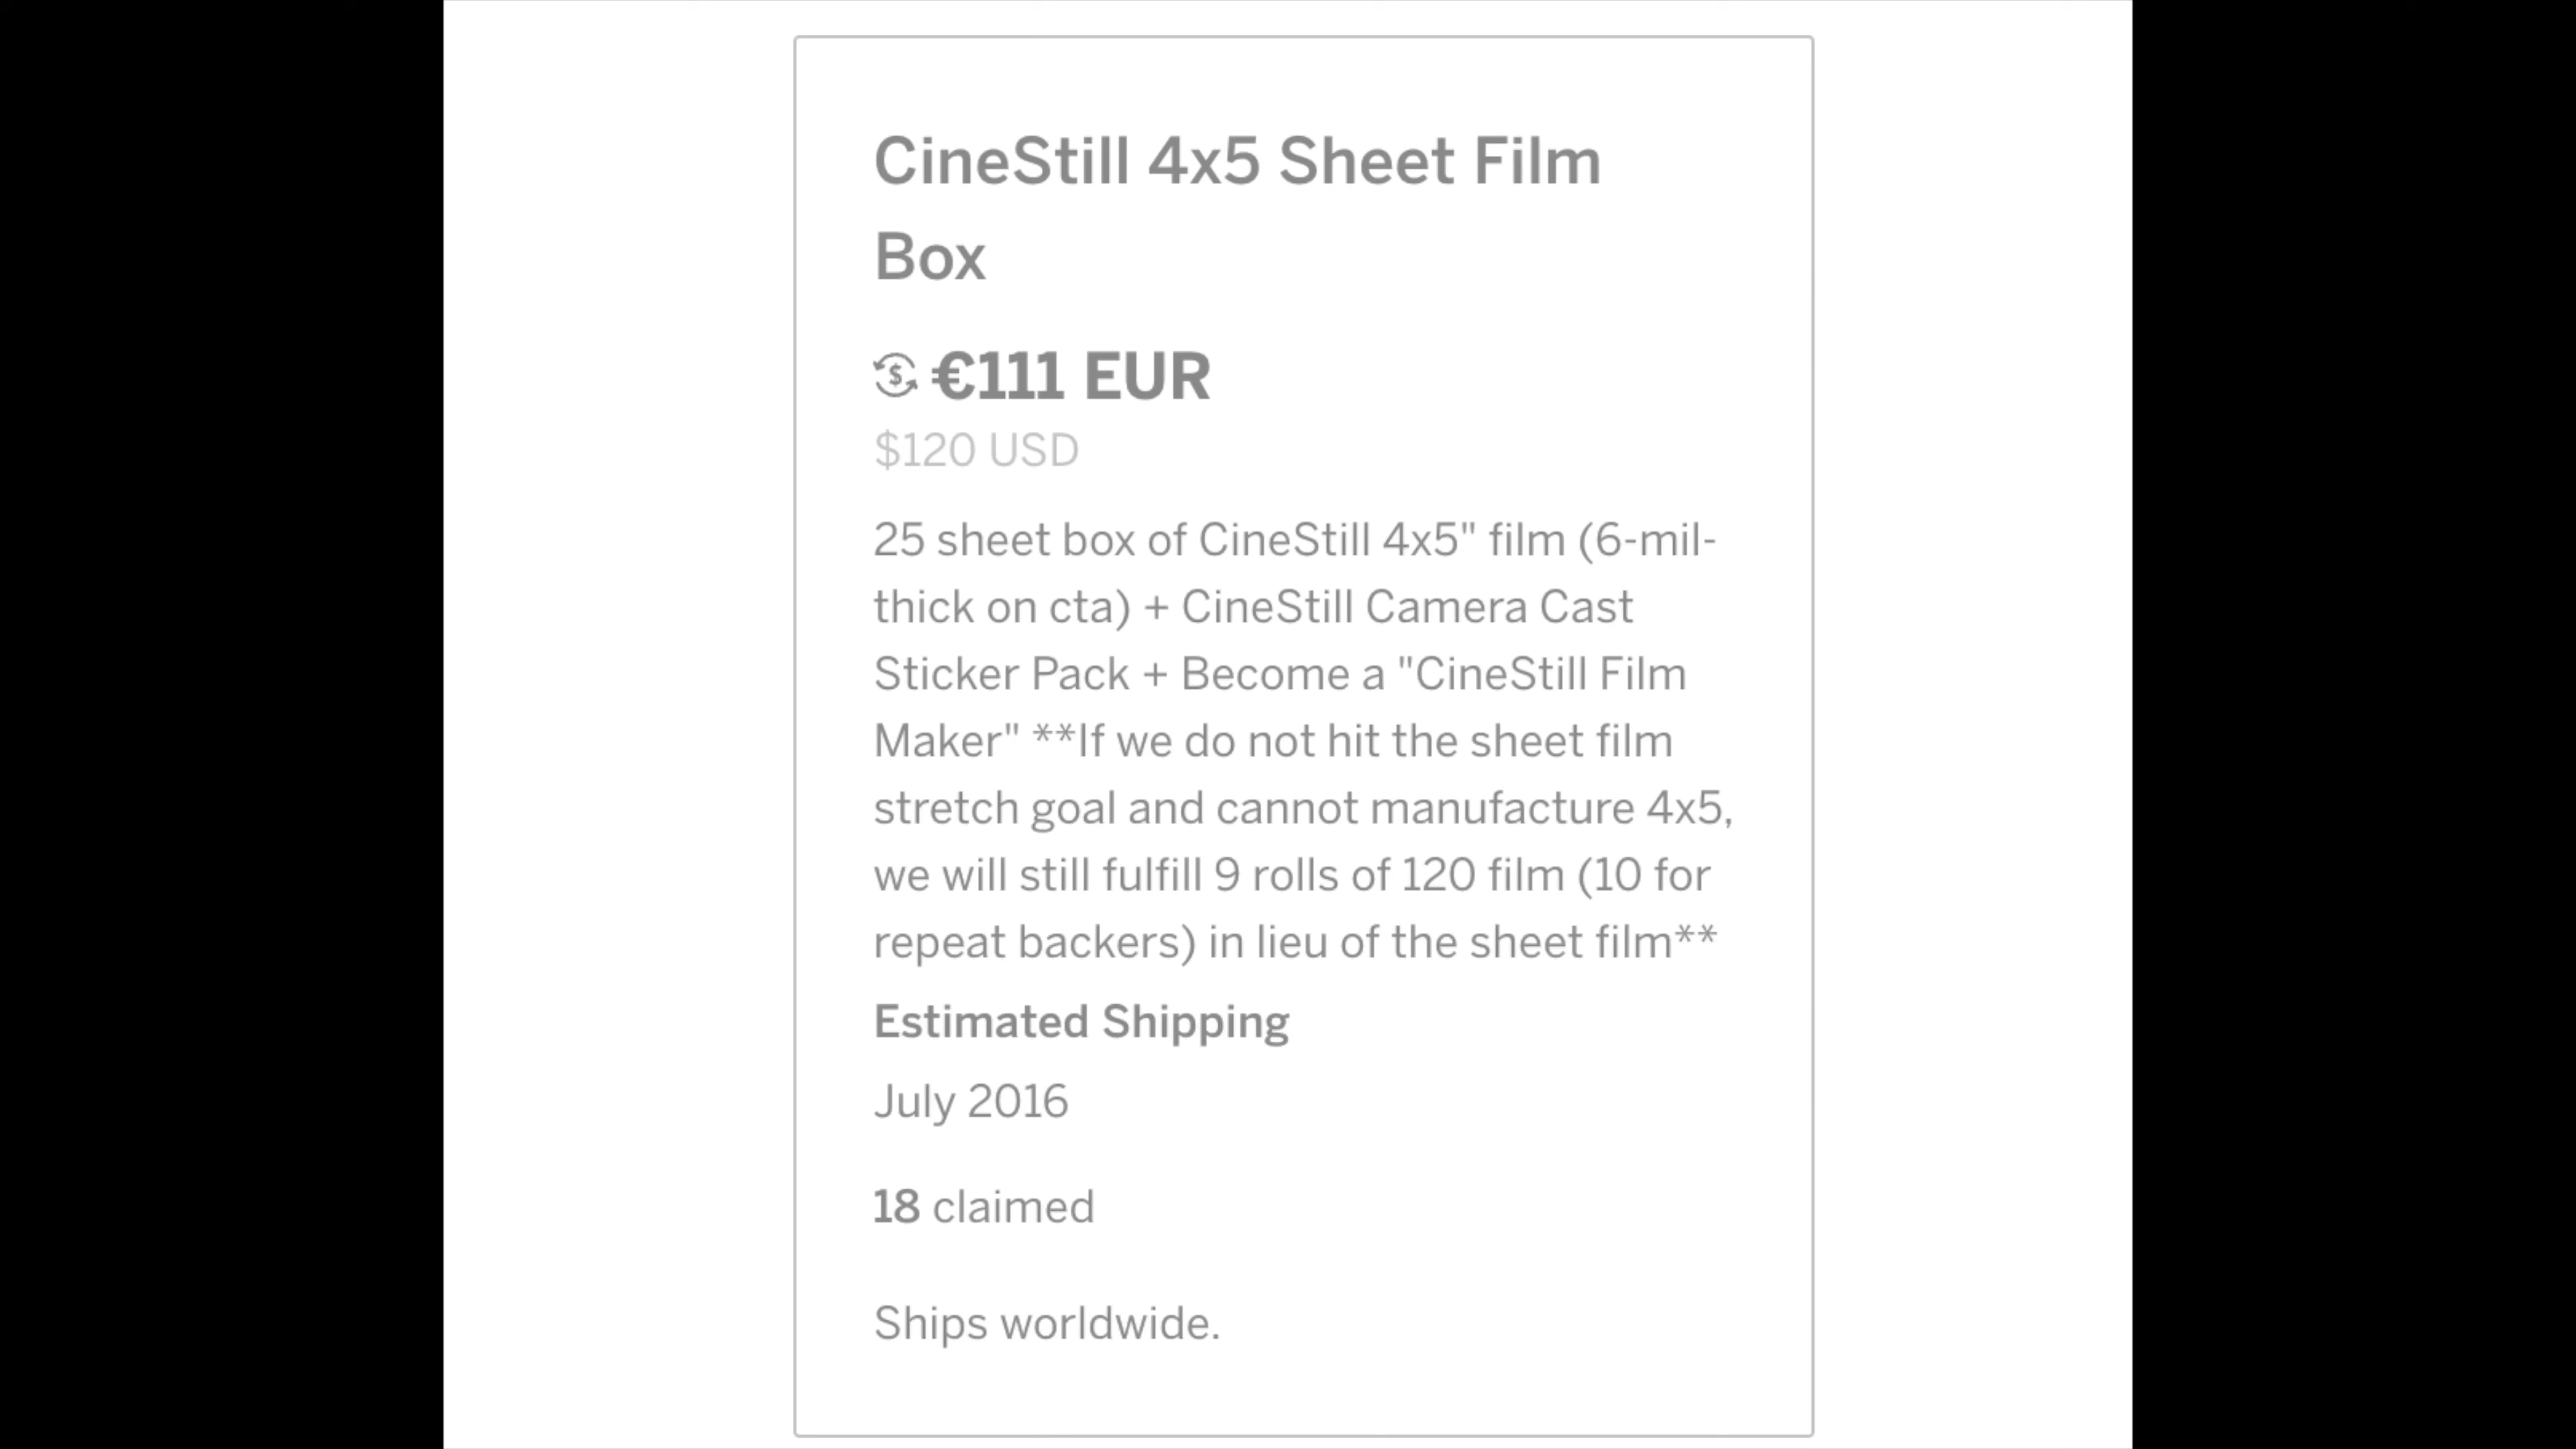 CineStill 4x5 Sheet Film
Box
€111 EUR
$120 USD
25 sheet box of CineStill 4x5" film (6-mil-
thick on cta) + CineStill Camera Cast
Sticker Pack + Become a "CineStill Film
Maker" **If we do not hit the sheet film
stretch goal and cannot manufacture 4x5,
we will still fulfill 9 rolls of 120 film (10 for
repeat backers) in lieu of the sheet film**
Estimated Shipping
July 2016
18 claimed
Ships worldwide.